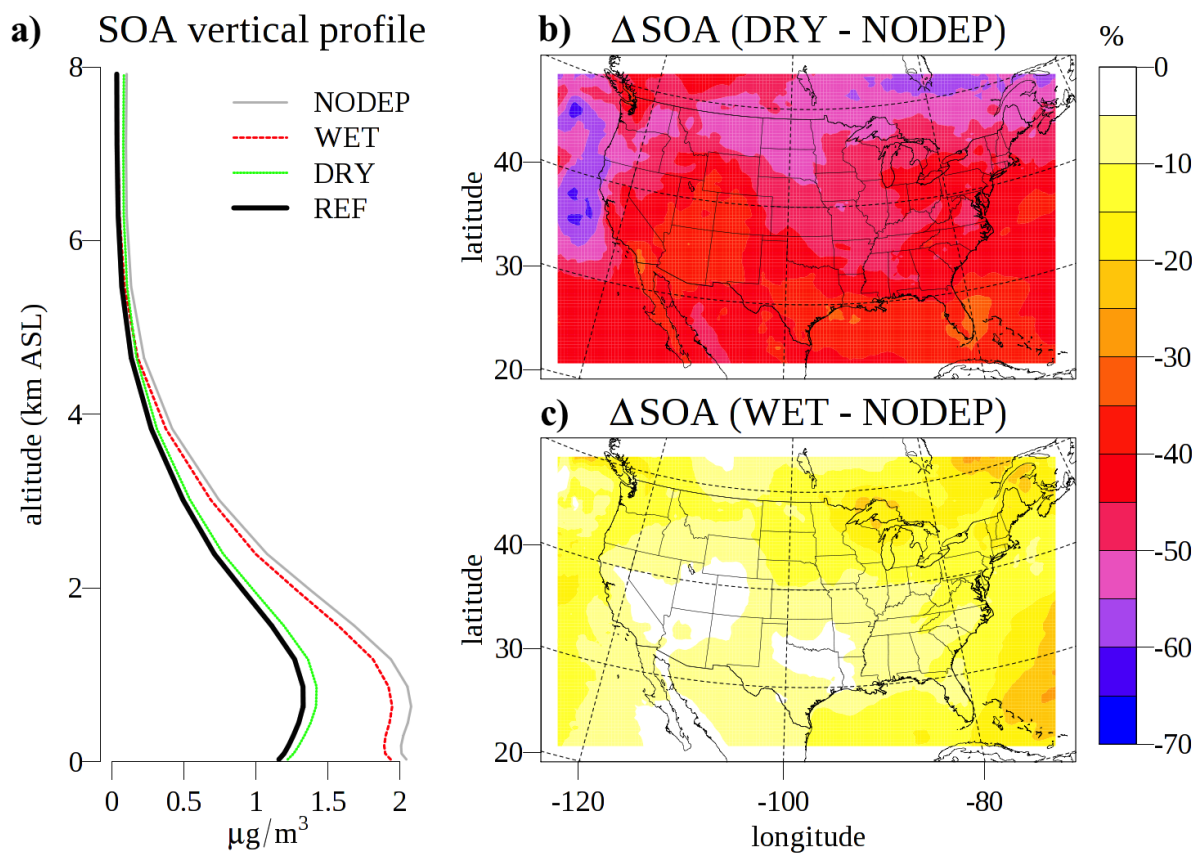 a) SOA vertical profile
8
6
4
2
0
altitude (km ASL)
NODEP
WET
DRY
REF
0 0.5 1 1.5 2
μg/m³
b) ΔSOA (DRY - NODEP)
40
30
20
latitude
c) ΔSOA (WET - NODEP)
40
30
20
latitude
-120 -100 -80
longitude
%
0
-10
-20
-30
-40
-50
-60
-70